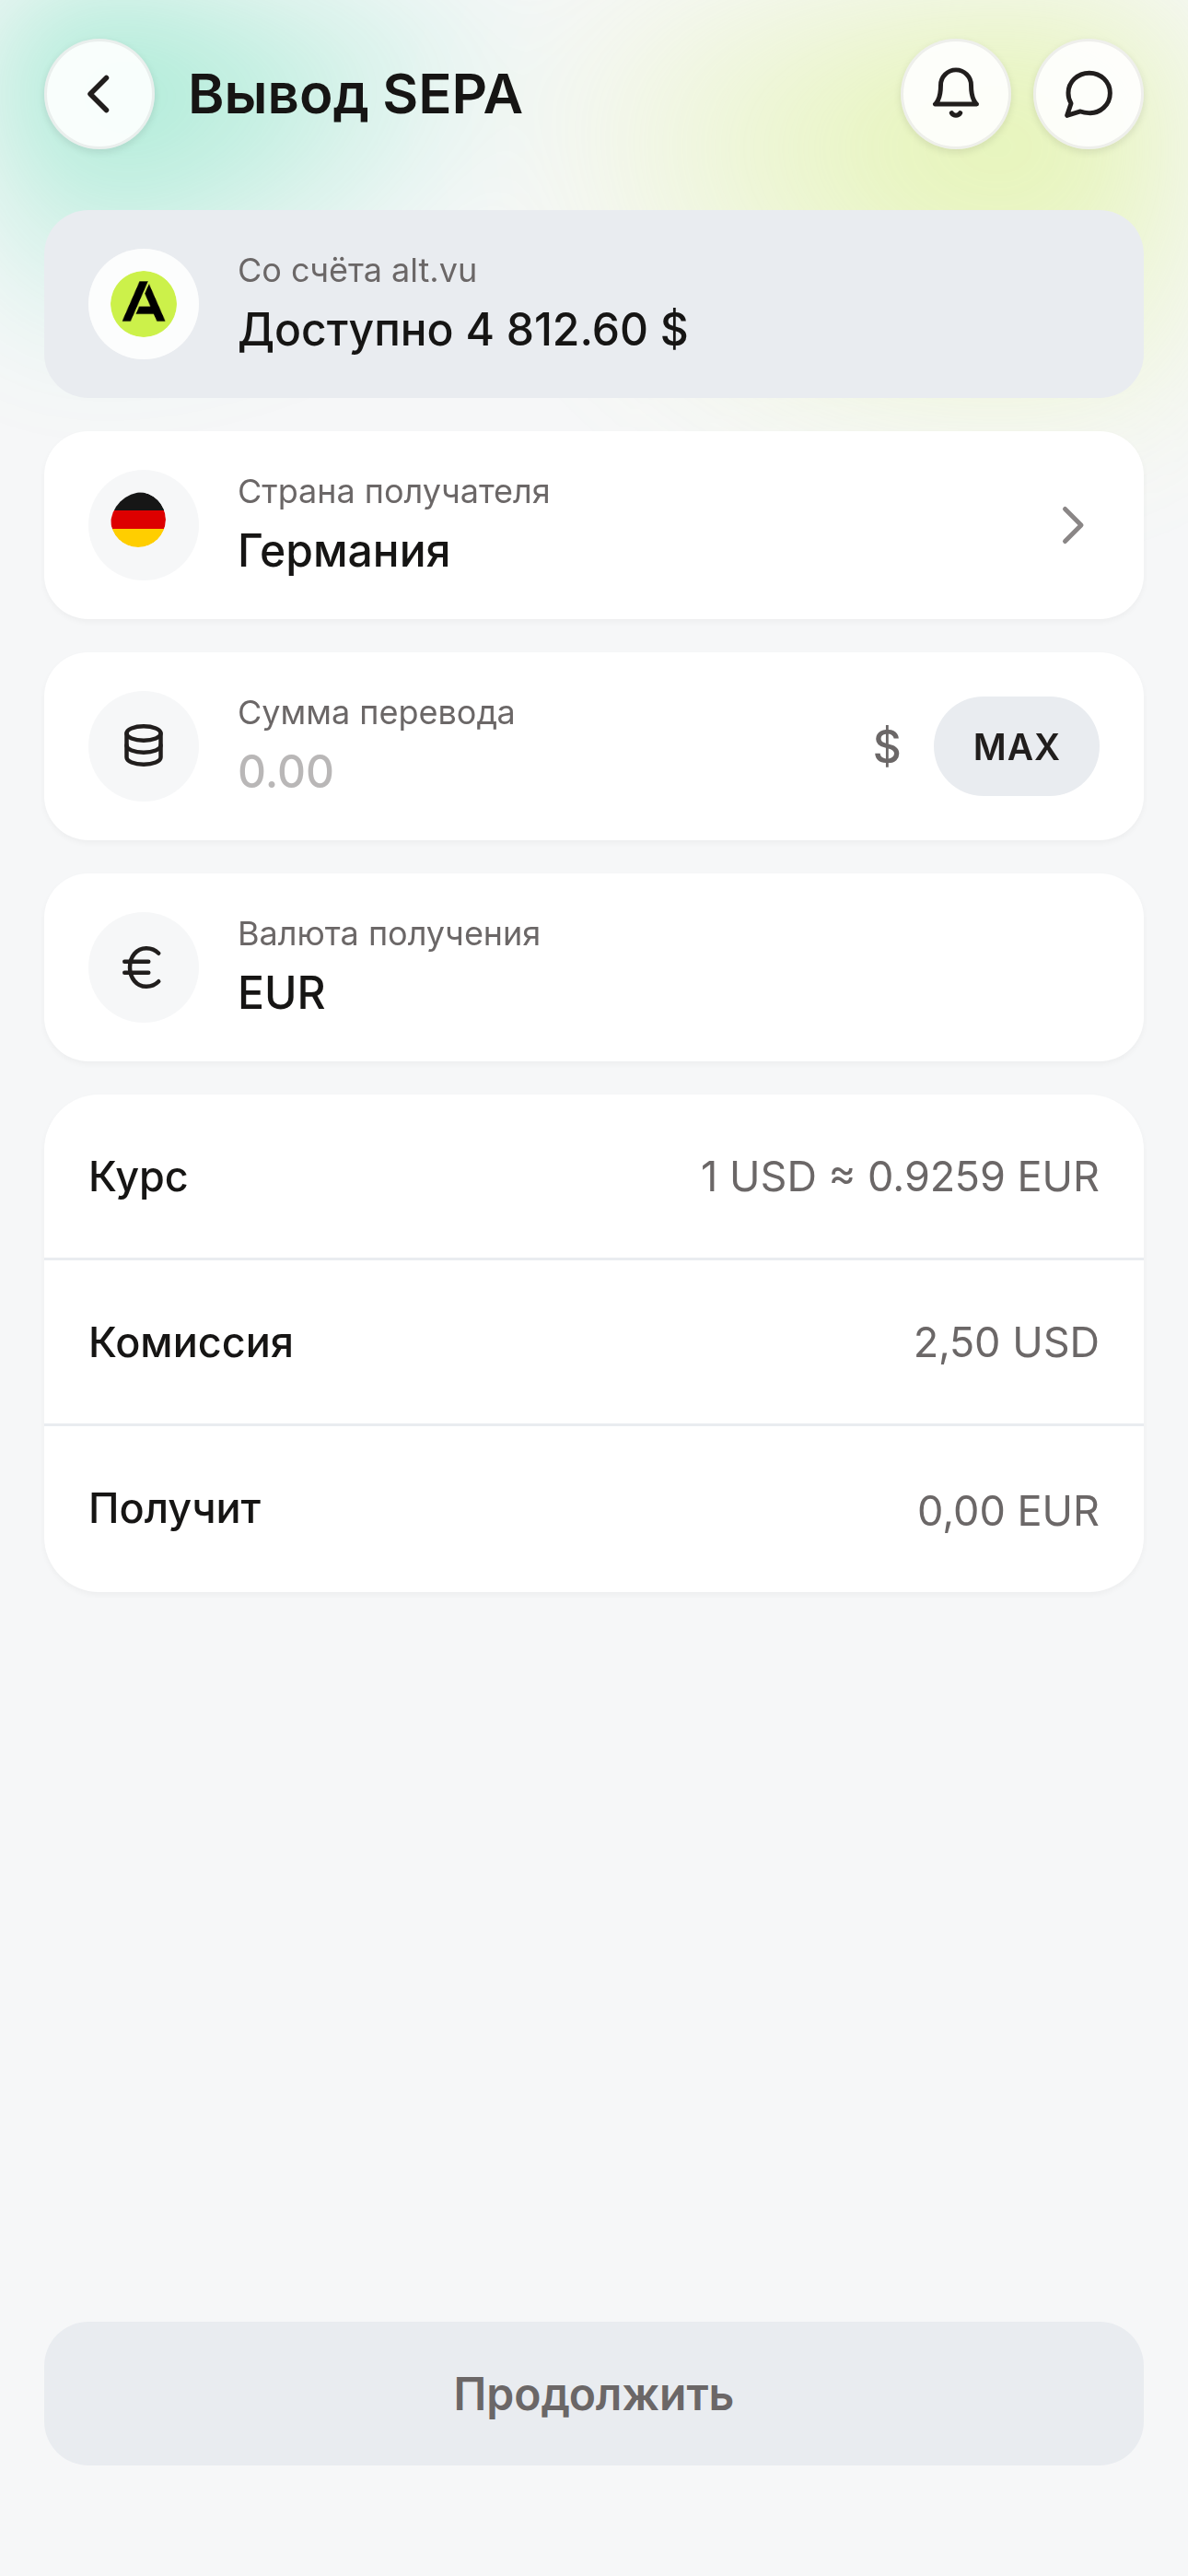 Вывод SEPA
Со счёта alt.vu
Доступно 4 812.60 $
Страна получателя
Германия
Сумма перевода
0.00
$ MAX
Валюта получения
EUR
Курс 1 USD ≈ 0.9259 EUR
Комиссия 2,50 USD
Получит 0,00 EUR
Продолжить